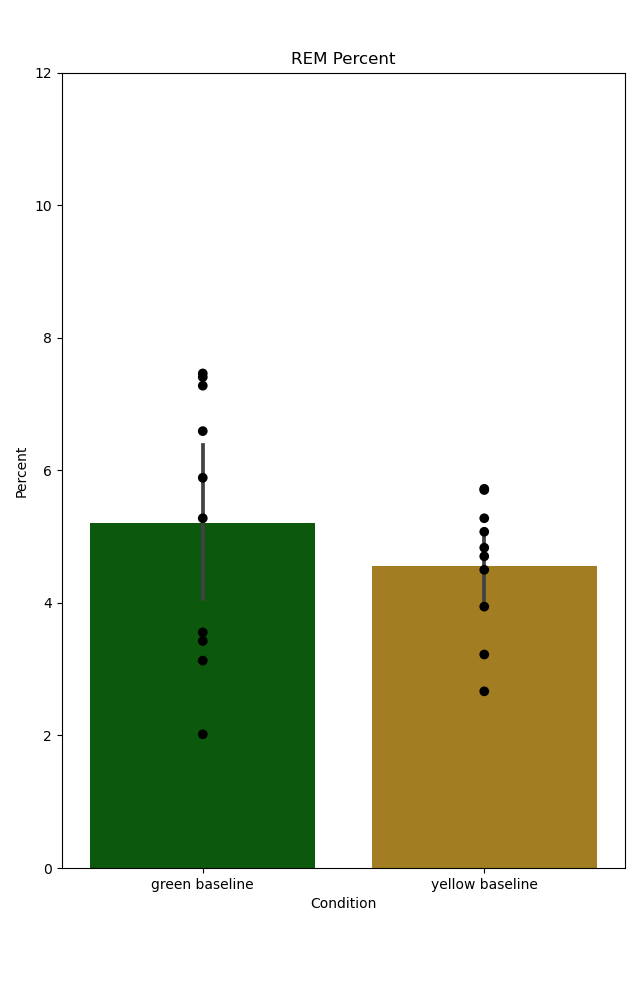 REM Percent
12
10
8
6
4
2
0
Percent
green baseline
yellow baseline
Condition